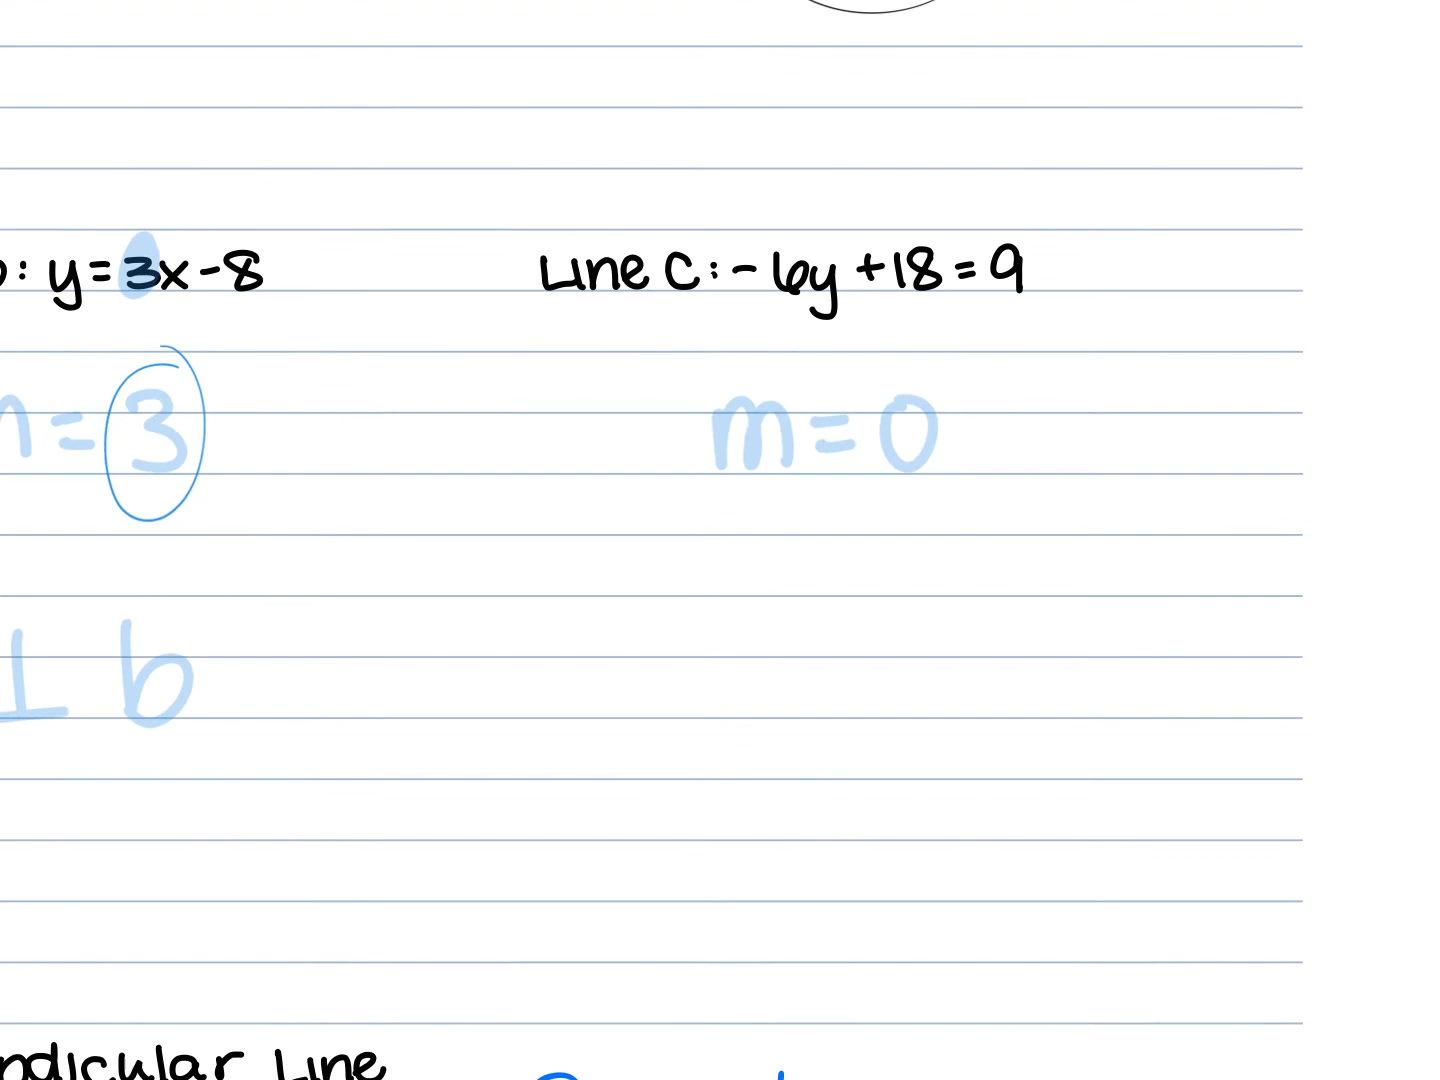 : y = 3x - 8 Line C: - 6y + 18 = 9
= 3 m = 0
⊥ b
ndicular Line